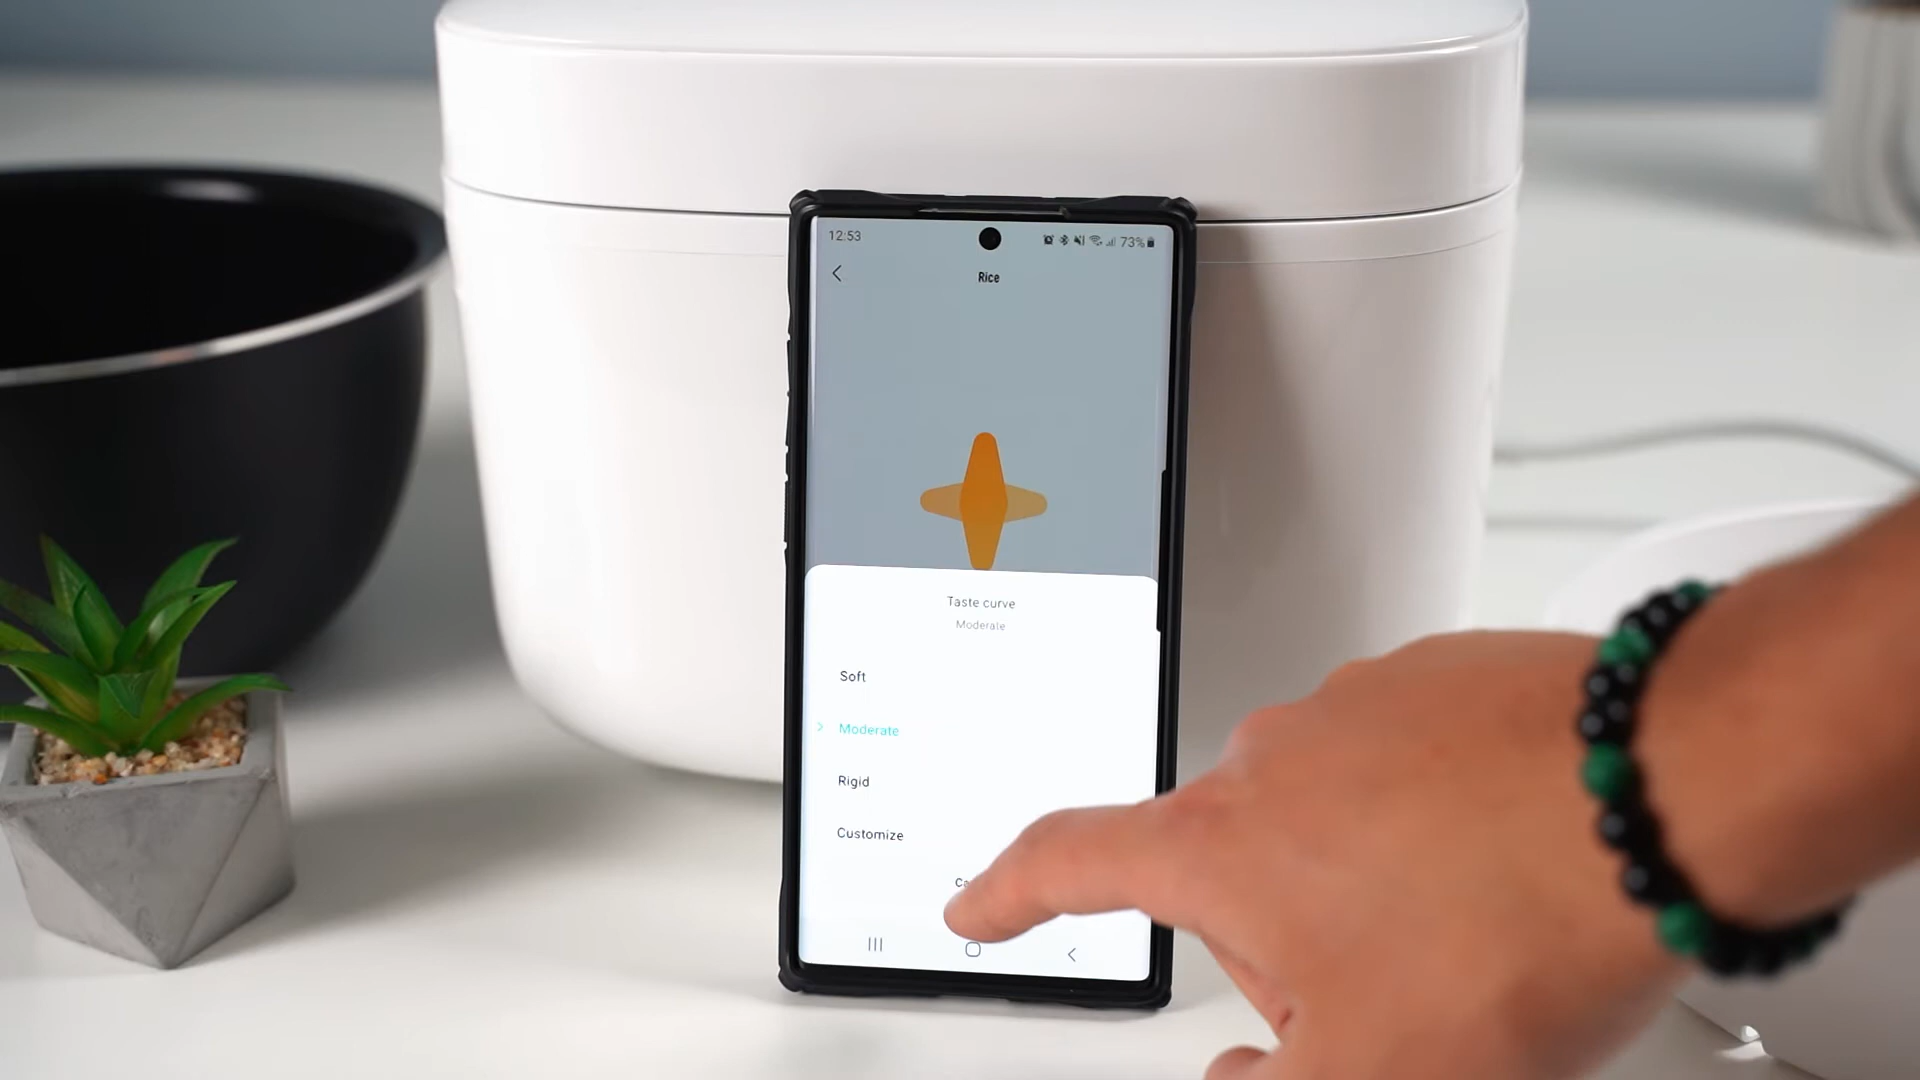 12:53
73%
Rice
Taste curve
Moderate
Soft
Moderate
Rigid
Customize